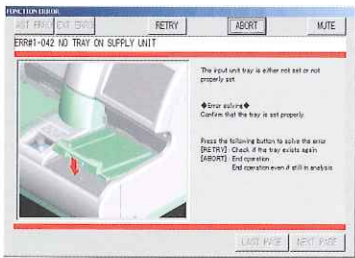 FUNCTION ERROR
RETRY
ABORT
MUTE
ERR#1-042 NO TRAY ON SUPPLY UNIT
The input unit tray is either not set or not
properly set
◆Error solving◆
Confirm that the tray is set properly.
Press the following button to solve the error
[RETRY] Check if the tray exists again
[ABORT] End operation
End operation even if still in analysis
LAST PAGE
NEXT PAGE